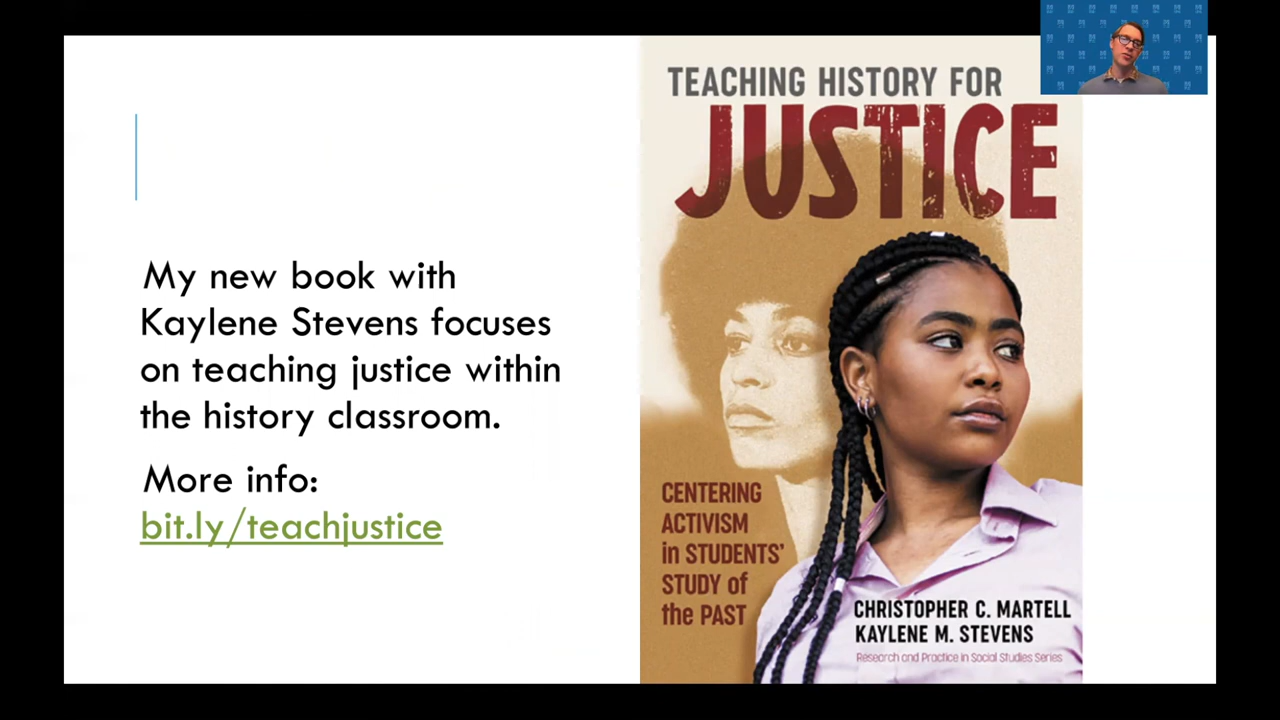 My new book with
Kaylene Stevens focuses
on teaching justice within
the history classroom.
More info:
bit.ly/teachjustice
TEACHING HISTORY FOR
JUSTICE
CENTERING
ACTIVISM
in STUDENTS'
STUDY of
the PAST
CHRISTOPHER C. MARTELL
KAYLENE M. STEVENS
Research and Practice in Social Studies Series